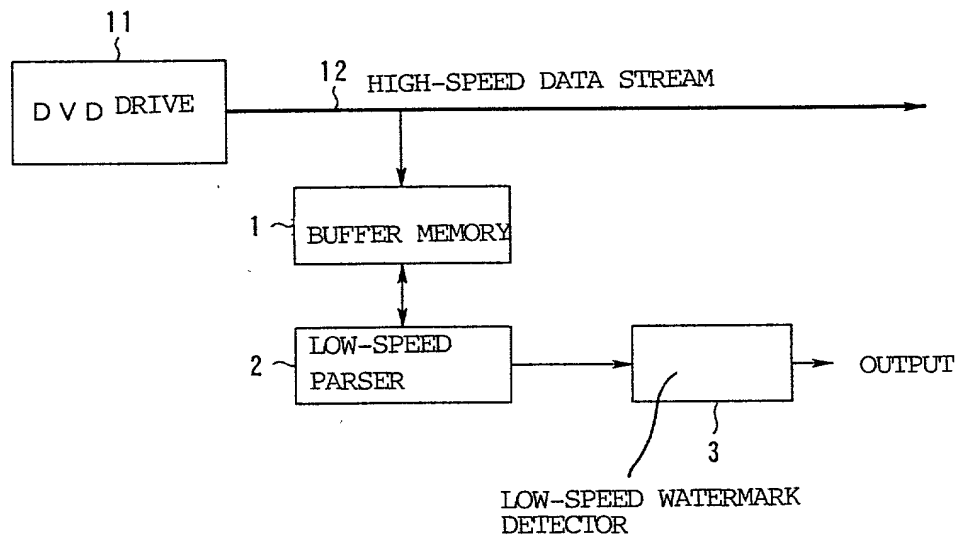 11
12
HIGH-SPEED DATA STREAM
DVD DRIVE
1
BUFFER MEMORY
2
LOW-SPEED
PARSER
OUTPUT
3
LOW-SPEED WATERMARK
DETECTOR